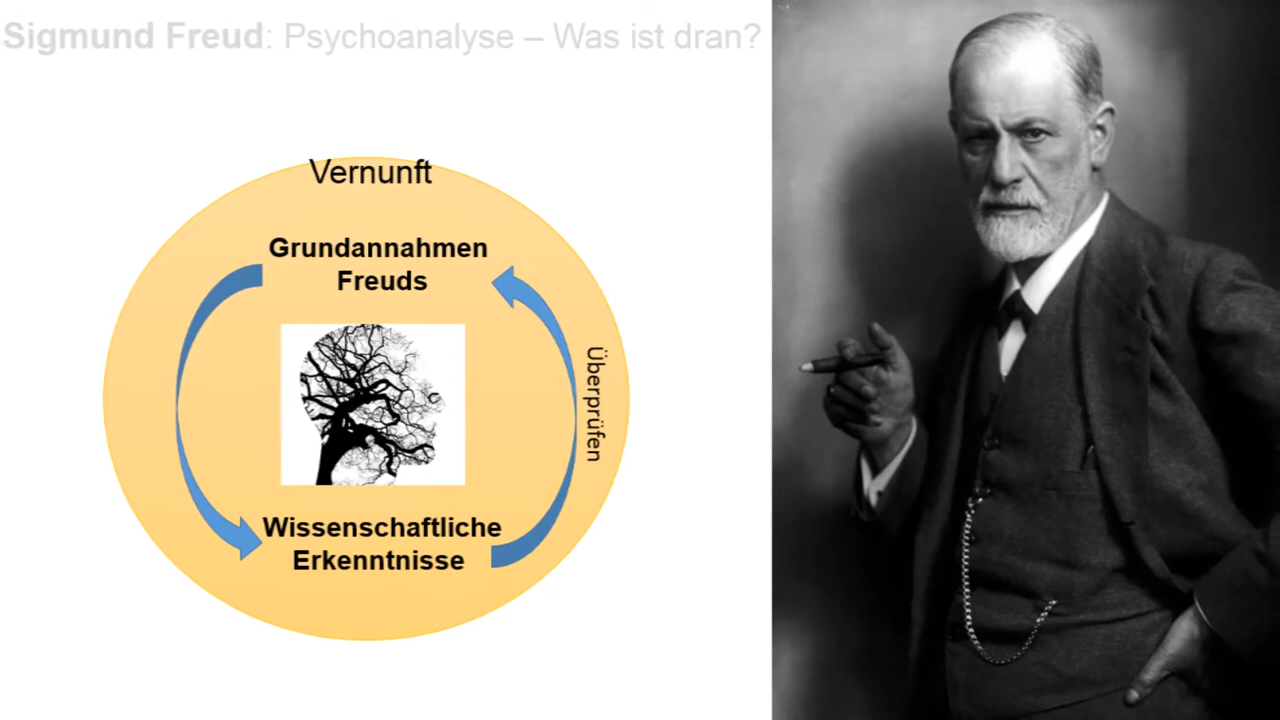 Sigmund Freud: Psychoanalyse – Was ist dran?
Vernunft
Grundannahmen
Freuds
Überprüfen
Wissenschaftliche
Erkenntnisse